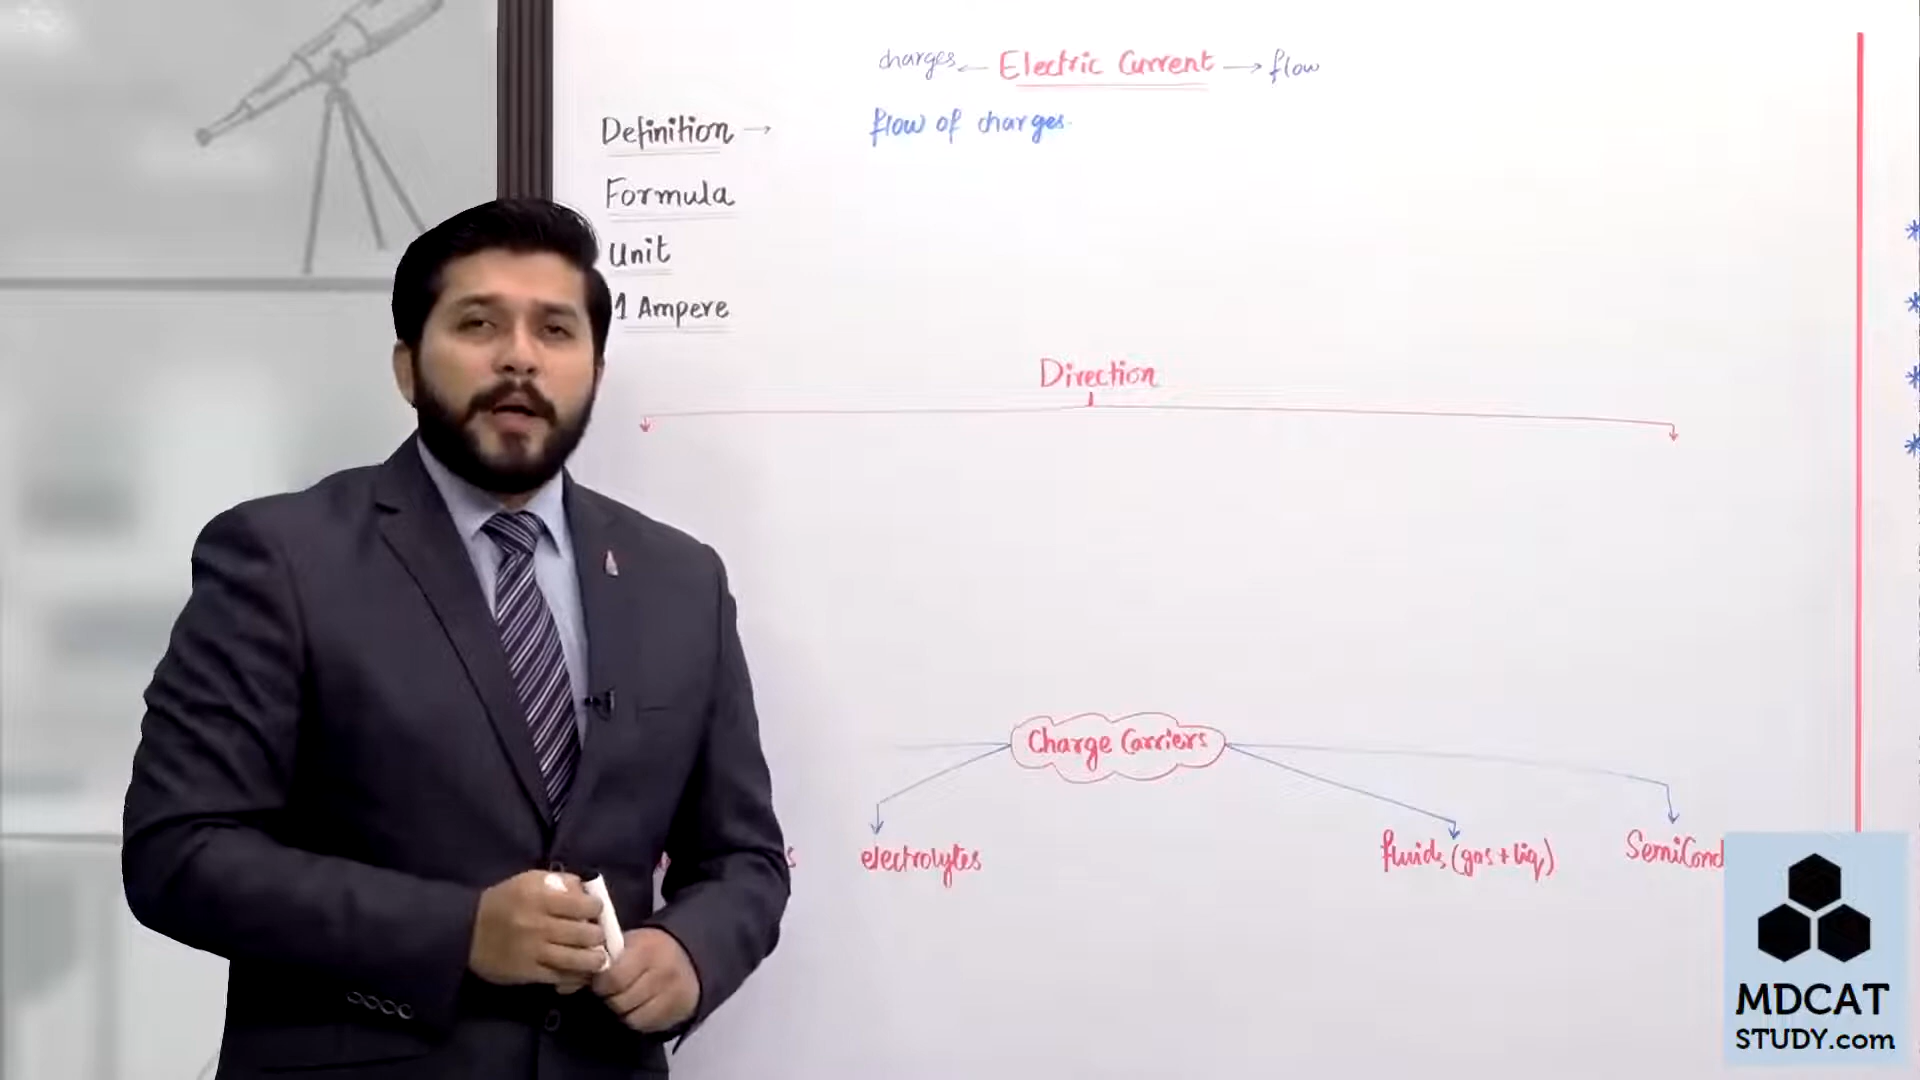 charges ← Electric Current → flow
Definition → flow of charges.
Formula
Unit
1 Ampere
Direction
Charge Carriers
electrolytes
fluids (gas + liq)
SemiCond
MDCAT
STUDY.com